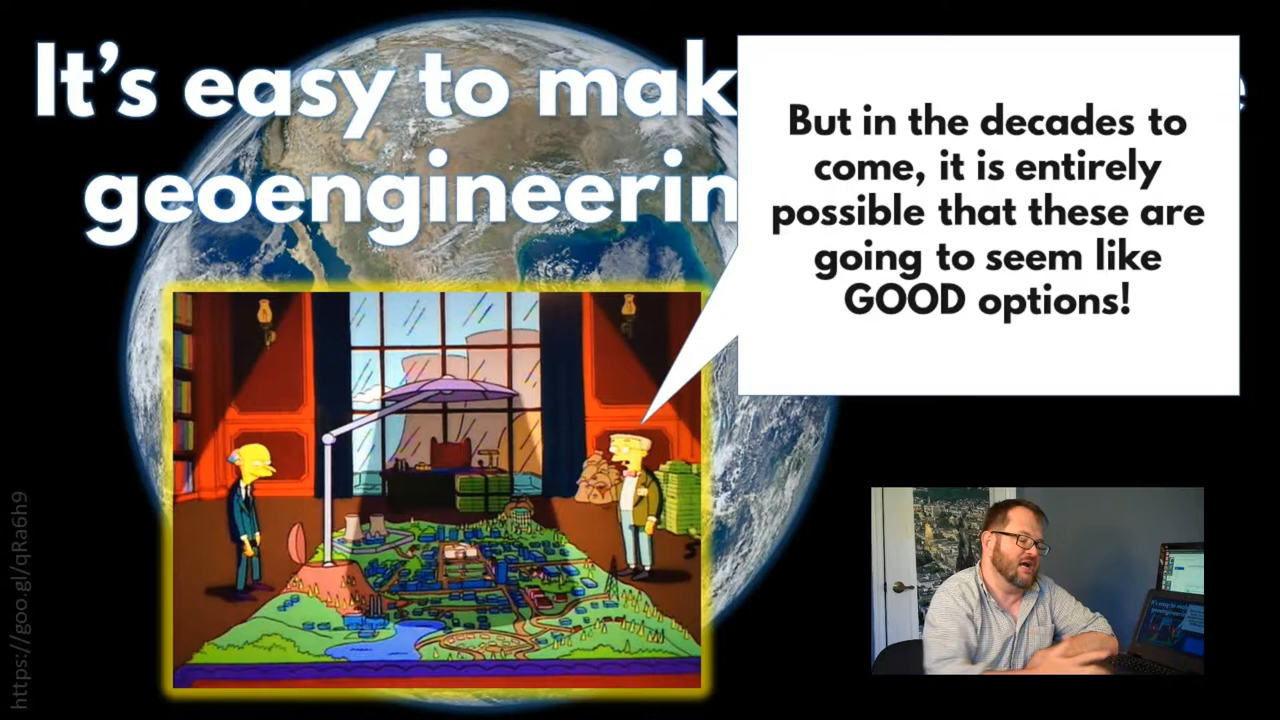 It's easy to mak
geoengineerin
But in the decades to
come, it is entirely
possible that these are
going to seem like
GOOD options!
https://goo.gl/qRa6h9